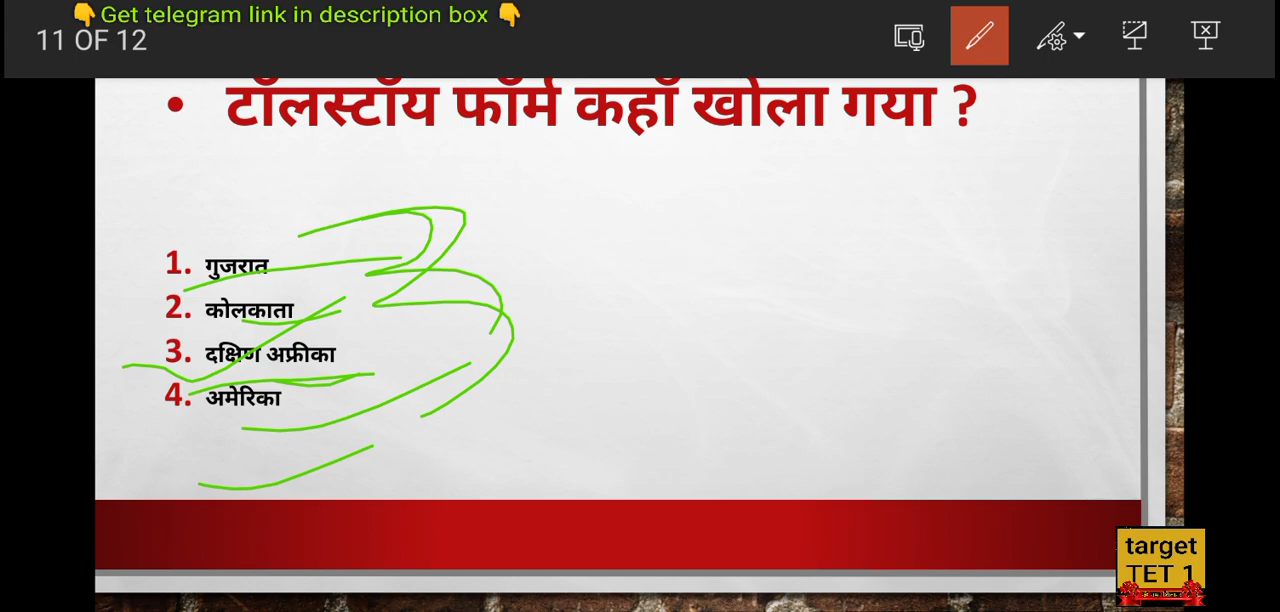 👇Get telegram link in description box 👇
11 OF 12
• टॉलस्टॉय फॉर्म कहाँ खोला गया ?
1. गुजरात
2. कोलकाता
3. दक्षिण अफ्रीका
4. अमेरिका
3
target
TET 1